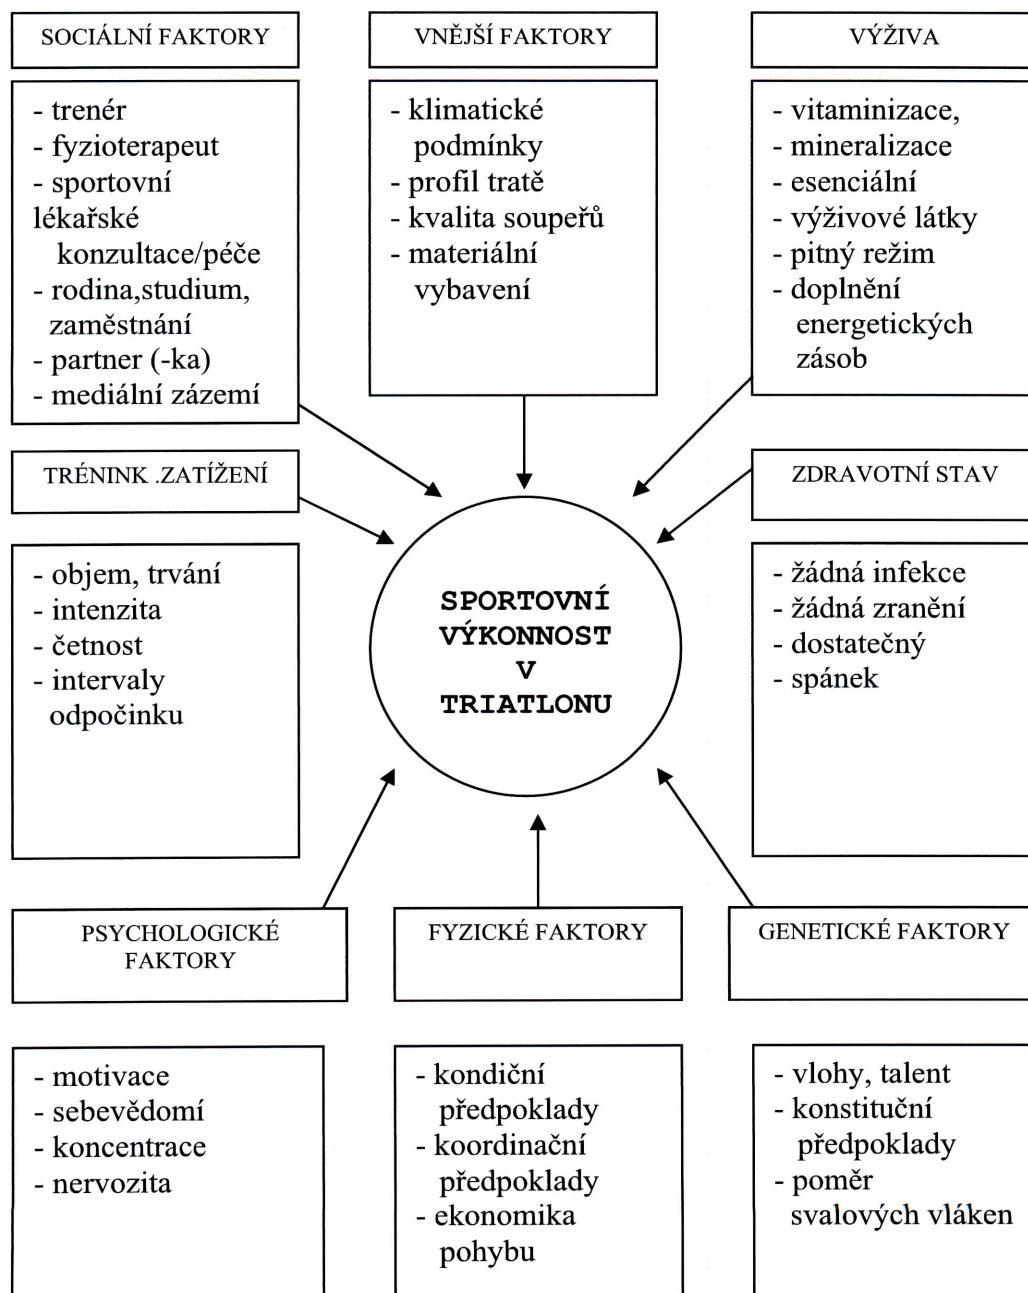 SOCIÁLNÍ FAKTORY
- trenér
- fyzioterapeut
- sportovní
lékařské
konzultace/péče
- rodina,studium,
zaměstnání
- partner (-ka)
- mediální zázemí
VNĚJŠÍ FAKTORY
- klimatické
podmínky
- profil tratě
- kvalita soupeřů
- materiální
vybavení
VÝŽIVA
- vitaminizace,
- mineralizace
- esenciální
- výživové látky
- pitný režim
- doplnění
energetických
zásob
TRÉNINK .ZATÍŽENÍ
- objem, trvání
- intenzita
- četnost
- intervaly
odpočinku
SPORTOVNÍ
VÝKONNOST
V
TRIATLONU
ZDRAVOTNÍ STAV
- žádná infekce
- žádná zranění
- dostatečný
- spánek
PSYCHOLOGICKÉ
FAKTORY
- motivace
- sebevědomí
- koncentrace
- nervozita
FYZICKÉ FAKTORY
- kondiční
předpoklady
- koordinační
předpoklady
- ekonomika
pohybu
GENETICKÉ FAKTORY
- vlohy, talent
- konstituční
předpoklady
- poměr
svalových vláken